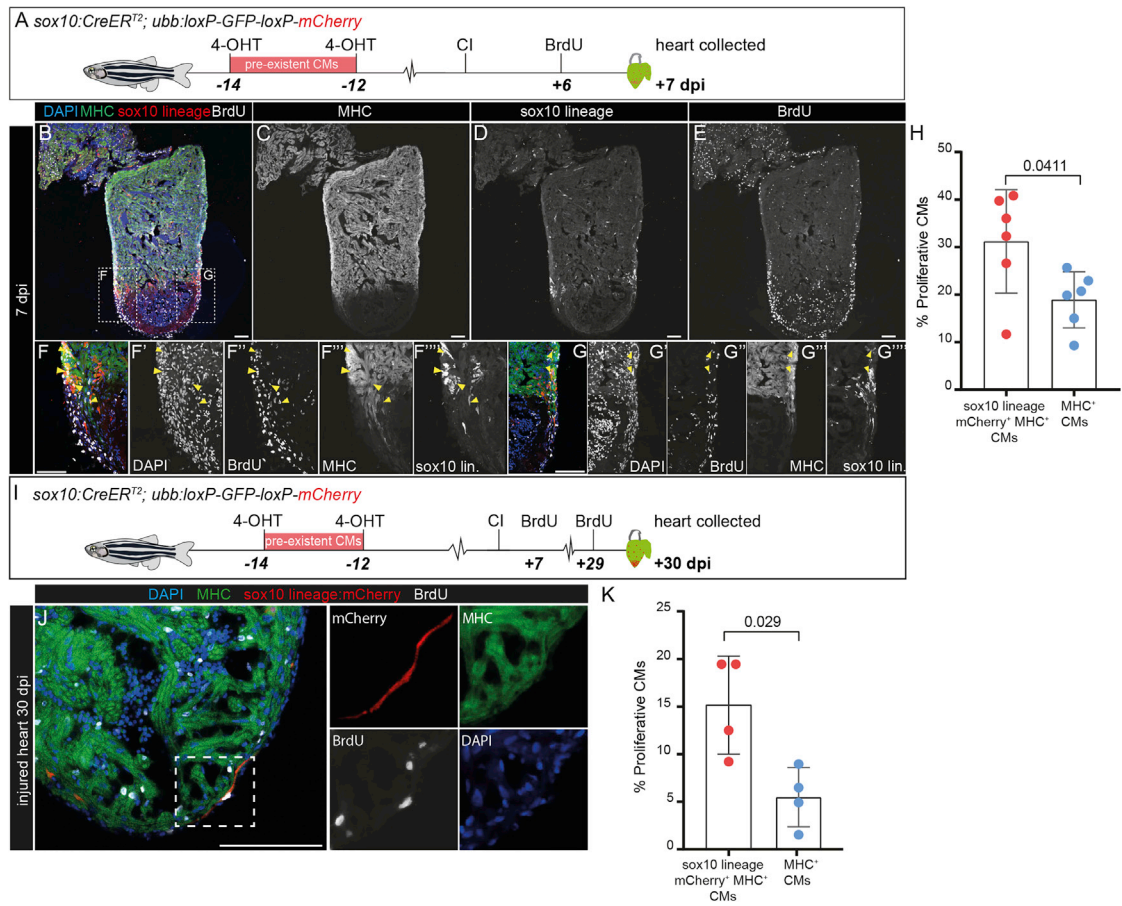 A sox10:CreERT2; ubb:loxP-GFP-loxP-mCherry
4-OHT 4-OHT CI BrdU heart collected
pre-existent CMs
-14 -12 +6 +7 dpi
DAPI MHC sox10 lineage BrdU MHC sox10 lineage BrdU
7 dpi
B C D E
F G
F F' F'' F''' F'''' G G' G'' G''' G''''
DAPI BrdU MHC sox10 lin. DAPI BrdU MHC sox10 lin.
H
0.0411
% Proliferative CMs
50
40
30
20
10
0
sox10 lineage MHC+
mCherry+ MHC+ CMs
CMs
I sox10:CreERT2; ubb:loxP-GFP-loxP-mCherry
4-OHT 4-OHT CI BrdU BrdU heart collected
pre-existent CMs
-14 -12 +7 +29 +30 dpi
DAPI MHC sox10 lineage:mCherry BrdU
injured heart 30 dpi
J
mCherry MHC
BrdU DAPI
K
0.029
% Proliferative CMs
25
20
15
10
5
0
sox10 lineage MHC+
mCherry+ MHC+ CMs
CMs